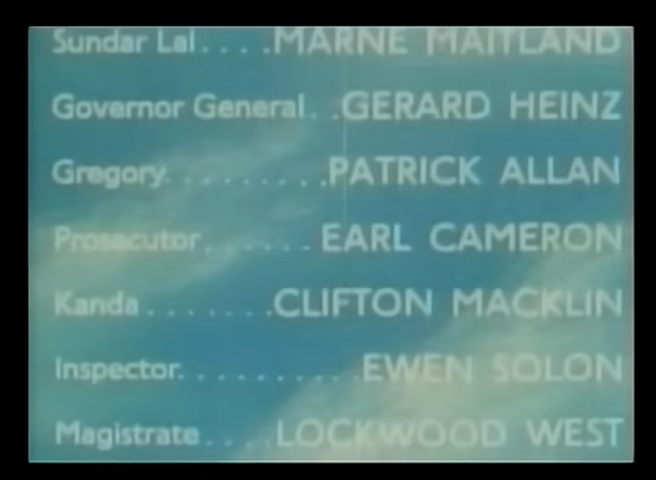 Sundar Lal....MARNE MAITLAND
Governor General..GERARD HEINZ
Gregory.........PATRICK ALLAN
Prosecutor......EARL CAMERON
Kanda.......CLIFTON MACKLIN
Inspector..........EWEN SOLON
Magistrate....LOCKWOOD WEST